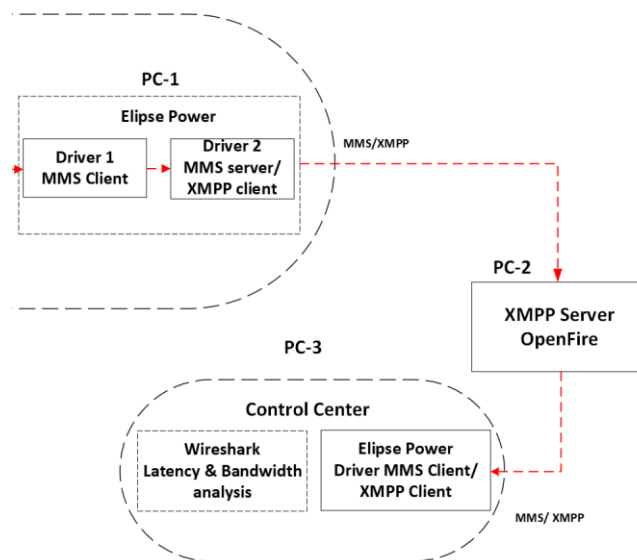 PC-1
Elipse Power
Driver 1
MMS Client
Driver 2
MMS server/
XMPP client
MMS/XMPP
PC-2
XMPP Server
OpenFire
PC-3
Control Center
Wireshark
Latency & Bandwidth
analysis
Elipse Power
Driver MMS Client/
XMPP Client
MMS/ XMPP